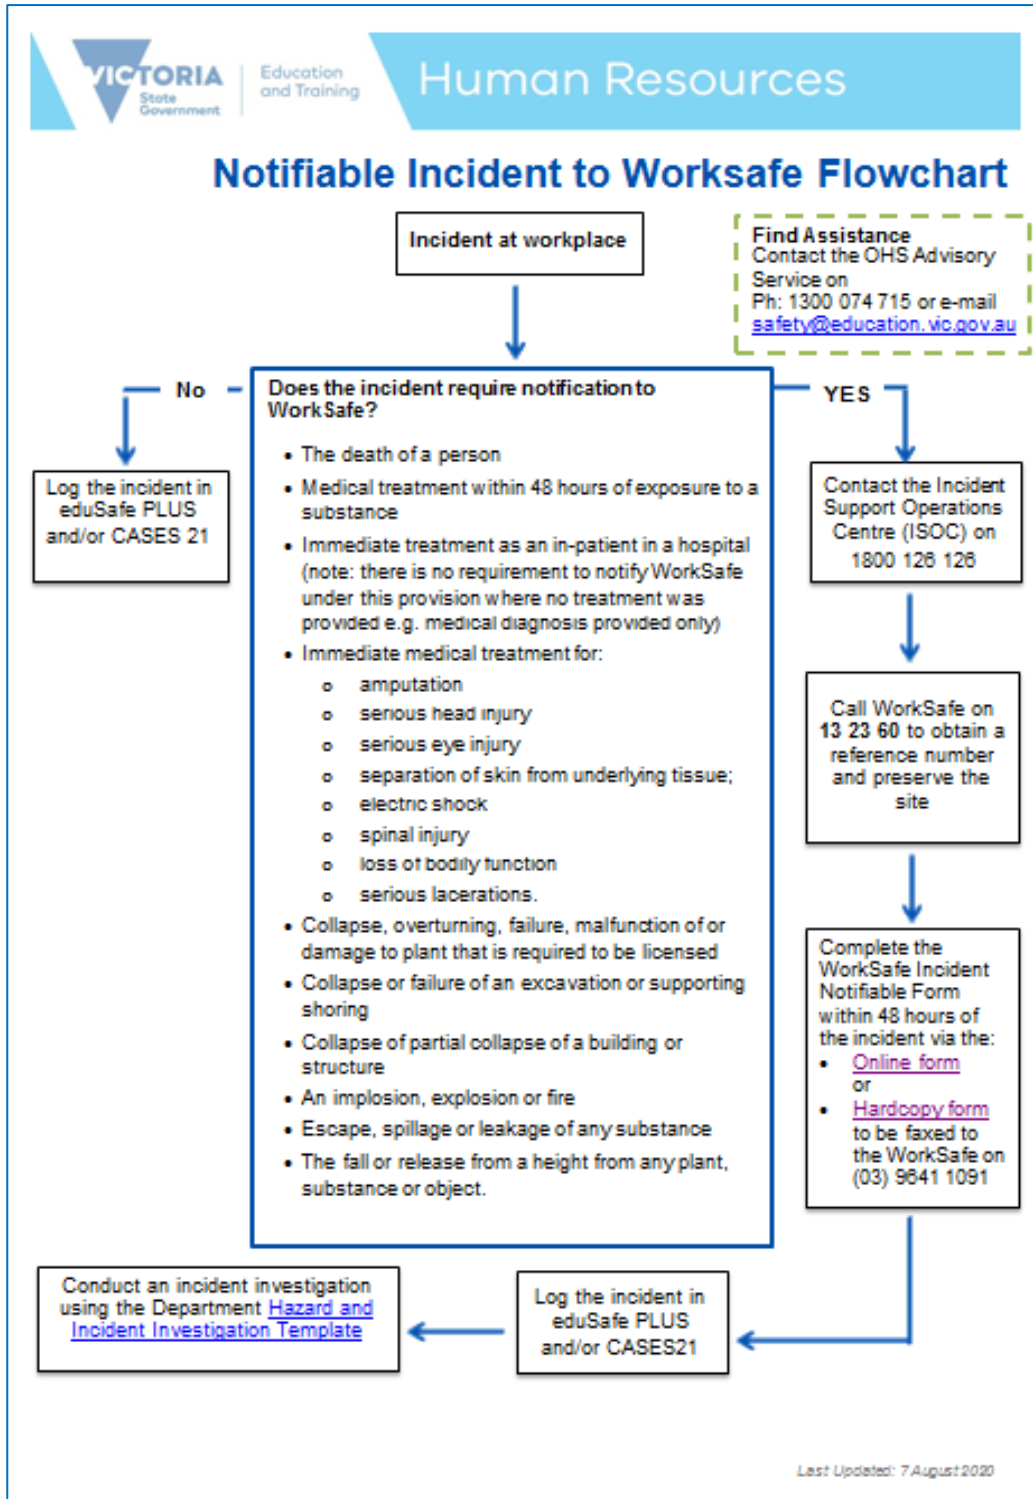 VICTORIA
State
Government
Education
and Training
Human Resources
Notifiable Incident to Worksafe Flowchart
Incident at workplace
Find Assistance
Contact the OHS Advisory
Service on
Ph: 1300 074 715 or e-mail
safety@education.vic.gov.au
No
Does the incident require notification to
WorkSafe?
YES
• The death of a person
• Medical treatment within 48 hours of exposure to a
substance
• Immediate treatment as an in-patient in a hospital
(note: there is no requirement to notify WorkSafe
under this provision where no treatment was
provided e.g. medical diagnosis provided only)
• Immediate medical treatment for:
o amputation
o serious head injury
o serious eye injury
o separation of skin from underlying tissue;
o electric shock
o spinal injury
o loss of bodily function
o serious lacerations.
• Collapse, overturning, failure, malfunction of or
damage to plant that is required to be licensed
• Collapse or failure of an excavation or supporting
shoring
• Collapse of partial collapse of a building or
structure
• An implosion, explosion or fire
• Escape, spillage or leakage of any substance
• The fall or release from a height from any plant,
substance or object.
Log the incident in
eduSafe PLUS
and/or CASES 21
Contact the Incident
Support Operations
Centre (ISOC) on
1800 126 126
Call WorkSafe on
13 23 60 to obtain a
reference number
and preserve the
site
Complete the
WorkSafe Incident
Notifiable Form
within 48 hours of
the incident via the:
• Online form
or
• Hardcopy form
to be faxed to
the WorkSafe on
(03) 9641 1091
Log the incident in
eduSafe PLUS
and/or CASES21
Conduct an incident investigation
using the Department Hazard and
Incident Investigation Template
Last Updated: 7 August 2020